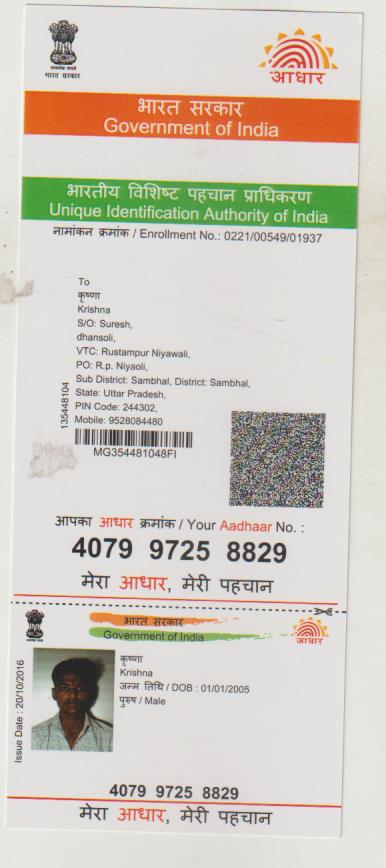 भारत सरकार
आधार
भारत सरकार
Government of India
भारतीय विशिष्ट पहचान प्राधिकरण
Unique Identification Authority of India
नामांकन क्रमांक / Enrollment No.: 0221/00549/01937
To
कृष्णा
Krishna
S/O: Suresh,
dhansoli,
VTC: Rustampur Niyawali,
PO: R.p. Niyaoli,
Sub District: Sambhal, District: Sambhal,
State: Uttar Pradesh,
PIN Code: 244302,
Mobile: 9528084480
135448104
MG354481048FI
आपका आधार क्रमांक / Your Aadhaar No. :
4079 9725 8829
मेरा आधार, मेरी पहचान
भारत सरकार
Government of India
आधार
Issue Date : 20/10/2016
कृष्णा
Krishna
जन्म तिथि / DOB : 01/01/2005
पुरुष / Male
4079 9725 8829
मेरा आधार, मेरी पहचान